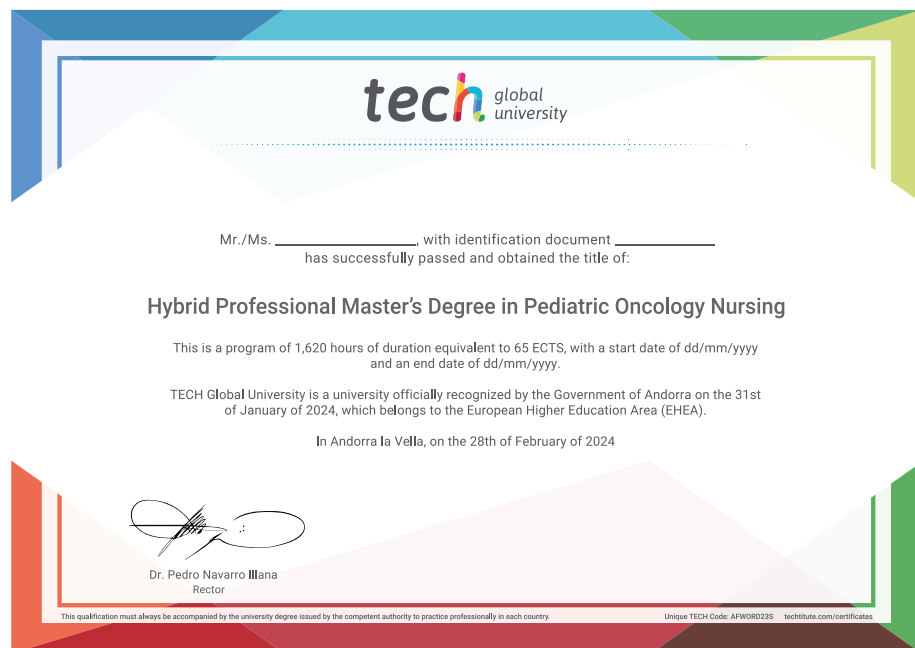 tech global university
Mr./Ms. ____________________, with identification document ______________
has successfully passed and obtained the title of:
Hybrid Professional Master's Degree in Pediatric Oncology Nursing
This is a program of 1,620 hours of duration equivalent to 65 ECTS, with a start date of dd/mm/yyyy
and an end date of dd/mm/yyyy.
TECH Global University is a university officially recognized by the Government of Andorra on the 31st
of January of 2024, which belongs to the European Higher Education Area (EHEA).
In Andorra la Vella, on the 28th of February of 2024
Dr. Pedro Navarro Illana
Rector
This qualification must always be accompanied by the university degree issued by the competent authority to practice professionally in each country.
Unique TECH Code: AFWORD23S techtitute.com/certificates